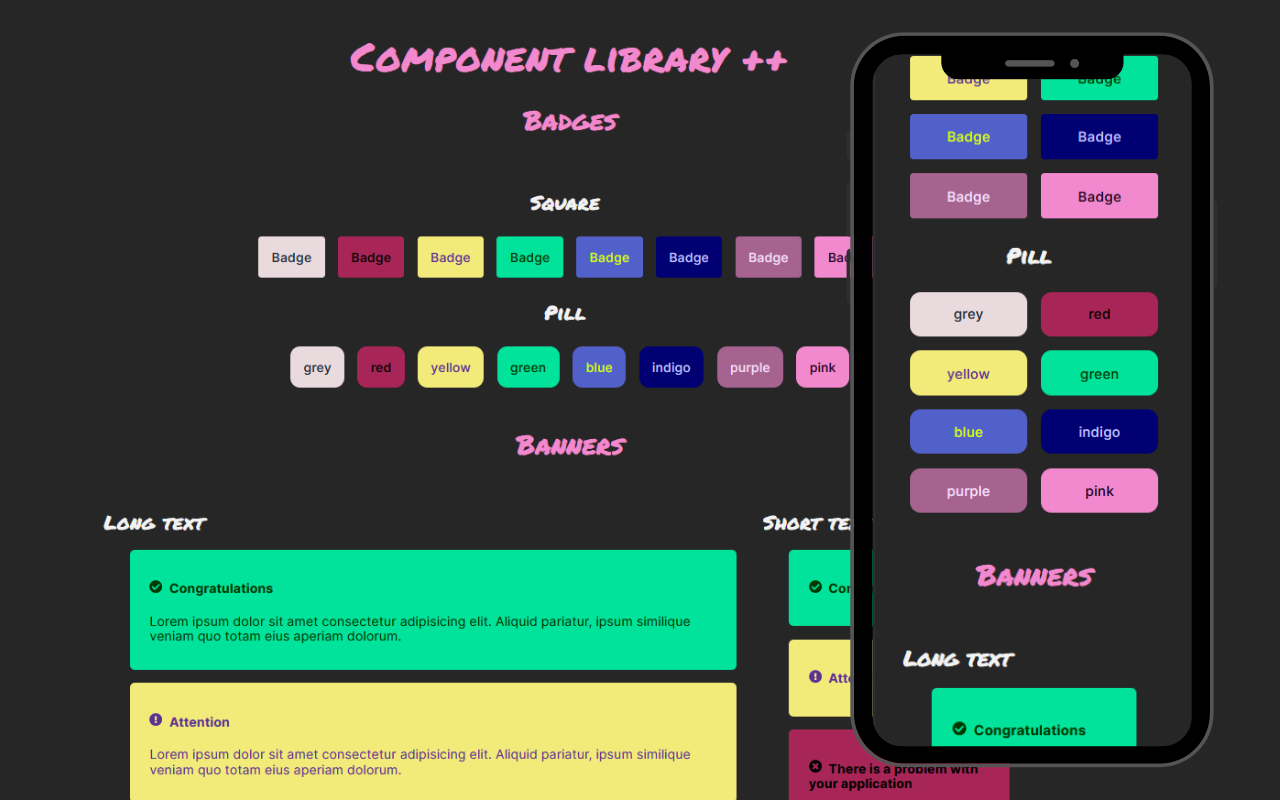 Component library ++
Badges
Square
Badge Badge Badge Badge Badge Badge Badge
Pill
grey red yellow green blue indigo purple pink
Banners
Long text
Congratulations
Lorem ipsum dolor sit amet consectetur adipisicing elit. Aliquid pariatur, ipsum similique
veniam quo totam eius aperiam dolorum.
Attention
Lorem ipsum dolor sit amet consectetur adipisicing elit. Aliquid pariatur, ipsum similique
veniam quo totam eius aperiam dolorum.
Short
There is a problem with
your application
Badge Badge
Badge Badge
Badge Badge
Pill
grey red
yellow green
blue indigo
purple pink
Banners
Long text
Congratulations